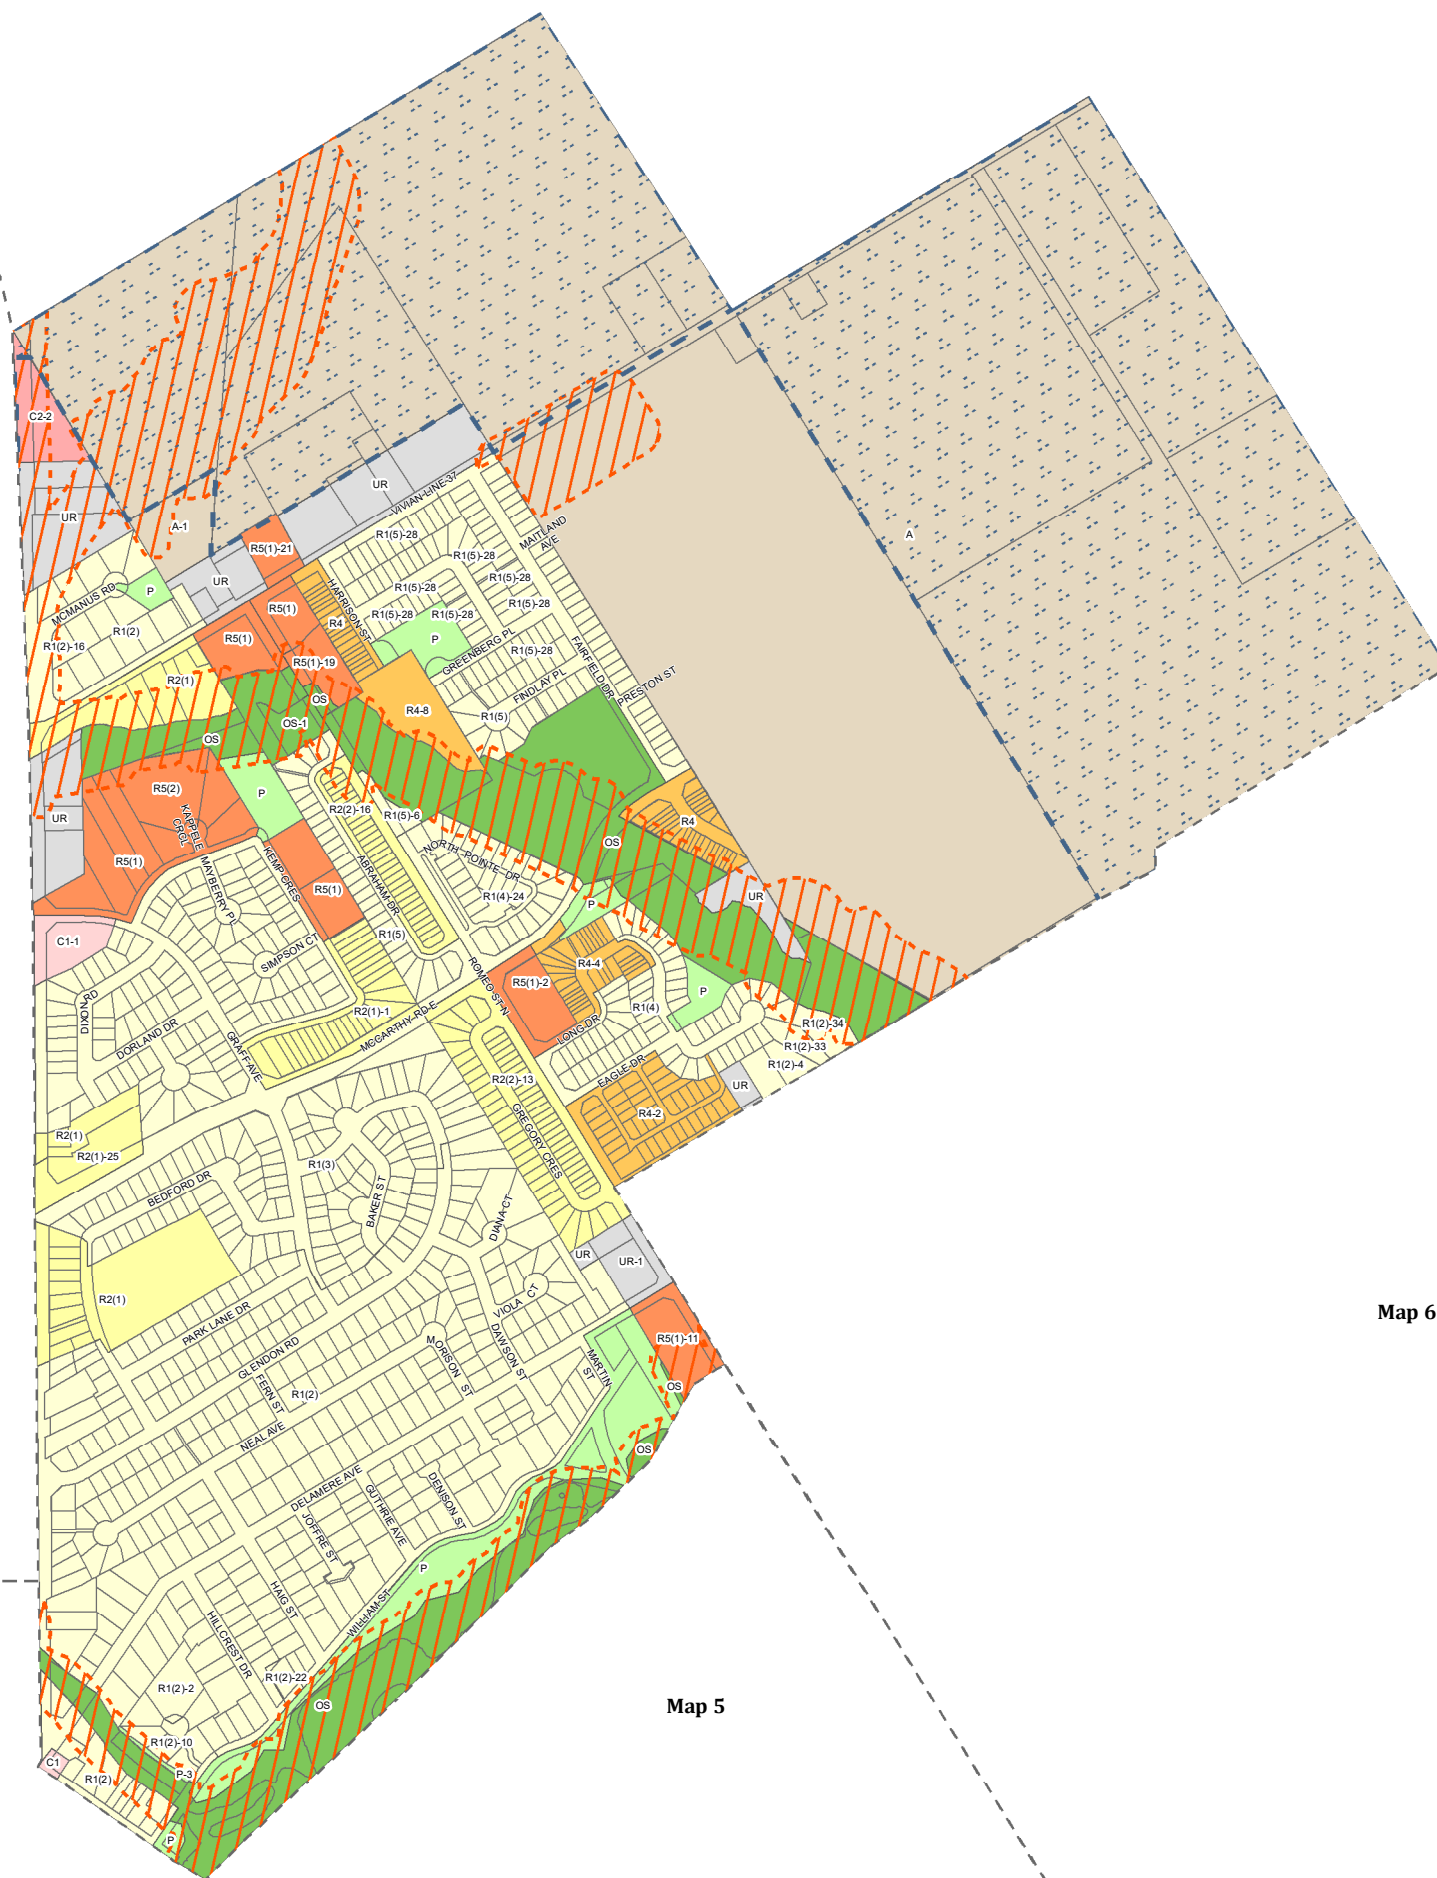 C2-2
UR
A-1
UR
VIVIAN LINE 37
R1(5)-28
MAITLAND
AVE
A
R5(1)-21
R1(5)-28
UR
P
MCMANUS RD
R1(2)
R1(2)-16
R5(1)
R5(1)
R4
HARRISON ST
R1(5)-28
R1(5)-28
R1(5)-28
R1(5)-28
R1(5)-28
P
GREENBERG PL
R1(5)-28
FAIRFIELD DR
R5(1)-19
R2(1)
FINDLAY PL
PRESTON ST
OS
OS-1
R4-8
R1(5)
OS
R5(2)
P
R2(2)-16
R1(5)-6
KAPPELE
CRCL
UR
R4
OS
R5(1)
MAYBERRY PL
KEMP CRES
R5(1)
ABRAHAM DR
NORTH-POINTE-DR
R1(4)-24
UR
P
C1-1
SIMPSON CT
R1(5)
R4-4
ROMEO ST N
R5(1)-2
P
DIXON RD
R2(1)-1
MCCARTHY RD E
R1(4)
LONG DR
R1(2)-34
DORLAND DR
GRAFF AVE
R1(2)-33
R1(2)-4
EAGLE DR
UR
R2(2)-13
R4-2
GREGORY CRES
R2(1)
R2(1)-25
R1(3)
BEDFORD DR
BAKER ST
DIANA CT
UR
UR-1
R2(1)
VIOLA CT
PARK LANE DR
Map 6
GLENDON RD
MORISON ST
DAWSON ST
R5(1)-11
MARTIN
ST
FERN ST
R1(2)
OS
NEAL AVE
OS
DELAMERE AVE
GUTHRIE AVE
DENISON ST
JOFFRE ST
P
HAIG ST
WILLIAM ST
HILLCREST DR
R1(2)-22
R1(2)-2
OS
Map 5
R1(2)-10
C1
R1(2)
P-3
P